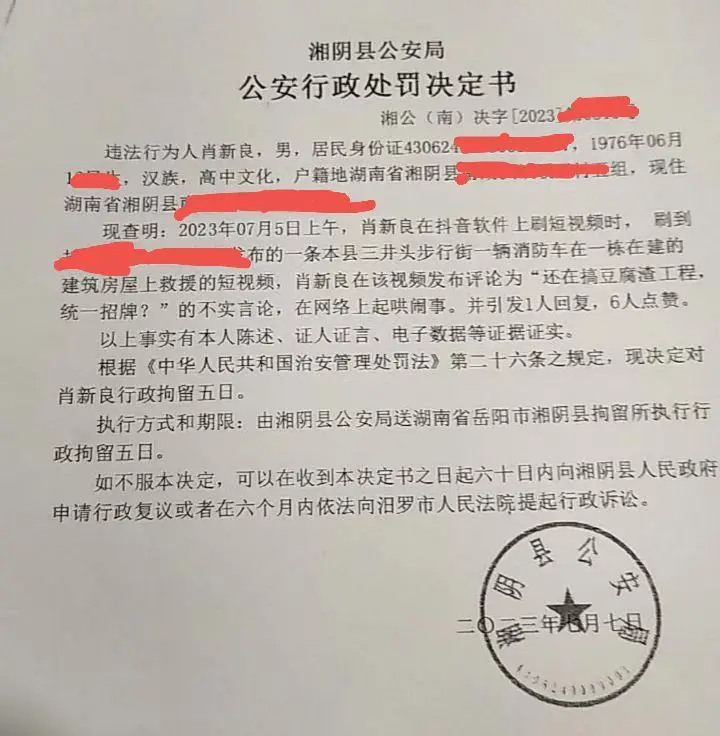 湘阴县公安局
公安行政处罚决定书
湘公（南）决字[2023]
违法行为人肖新良，男，居民身份证430624，1976年06月
1，汉族，高中文化，户籍地湖南省湘阴县组，现住
湖南省湘阴县
现查明：2023年07月5日上午，肖新良在抖音软件上刷短视频时，刷到
发布的一条本县三井头步行街一辆消防车在一栋在建的
建筑房屋上救援的短视频，肖新良在该视频发布评论为“还在搞豆腐渣工程，
统一招牌？”的不实言论，在网络上起哄闹事。并引发1人回复，6人点赞。
以上事实有本人陈述、证人证言、电子数据等证据证实。
根据《中华人民共和国治安管理处罚法》第二十六条之规定，现决定对
肖新良行政拘留五日。
执行方式和期限：由湘阴县公安局送湖南省岳阳市湘阴县拘留所执行行
政拘留五日。
如不服本决定，可以在收到本决定书之日起六十日内向湘阴县人民政府
申请行政复议或者在六个月内依法向汨罗市人民法院提起行政诉讼。
湘阴县公安局
二〇二三年七月七日